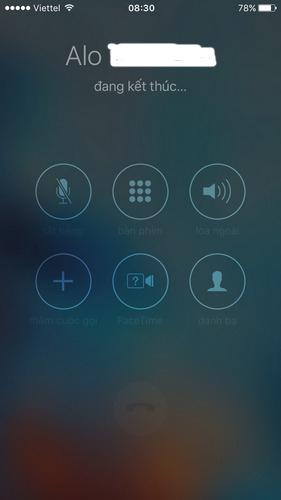 Viettel 08:30 78%
Alo
đang kết thúc...
tắt tiếng bàn phím loa ngoài
thêm cuộc gọi FaceTime danh bạ